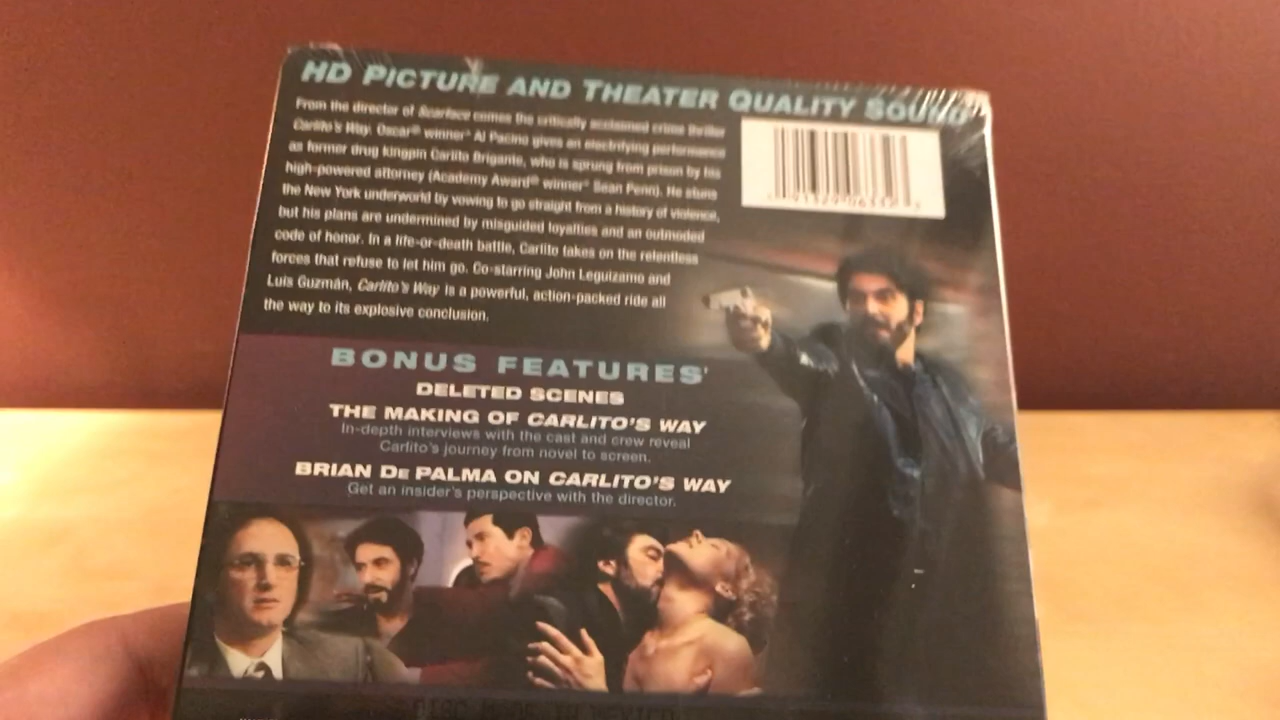 HD PICTURE AND THEATER QUALITY SOUND
From the director of Scarface comes the critically acclaimed crime thriller
Carlito's Way. Oscar® winner* Al Pacino gives an electrifying performance
as former drug kingpin Carlito Brigante, who is sprung from prison by his
high-powered attorney (Academy Award® winner* Sean Penn). He stuns
the New York underworld by vowing to go straight from a history of violence,
but his plans are undermined by misguided loyalties and an outmoded
code of honor. In a life-or-death battle, Carlito takes on the relentless
forces that refuse to let him go. Co-starring John Leguizamo and
Luis Guzmán, Carlito's Way is a powerful, action-packed ride all
the way to its explosive conclusion.
BONUS FEATURES*
DELETED SCENES
THE MAKING OF CARLITO'S WAY
In-depth interviews with the cast and crew reveal
Carlito's journey from novel to screen.
BRIAN DE PALMA ON CARLITO'S WAY
Get an insider's perspective with the director.
DISC MADE IN MEXICO